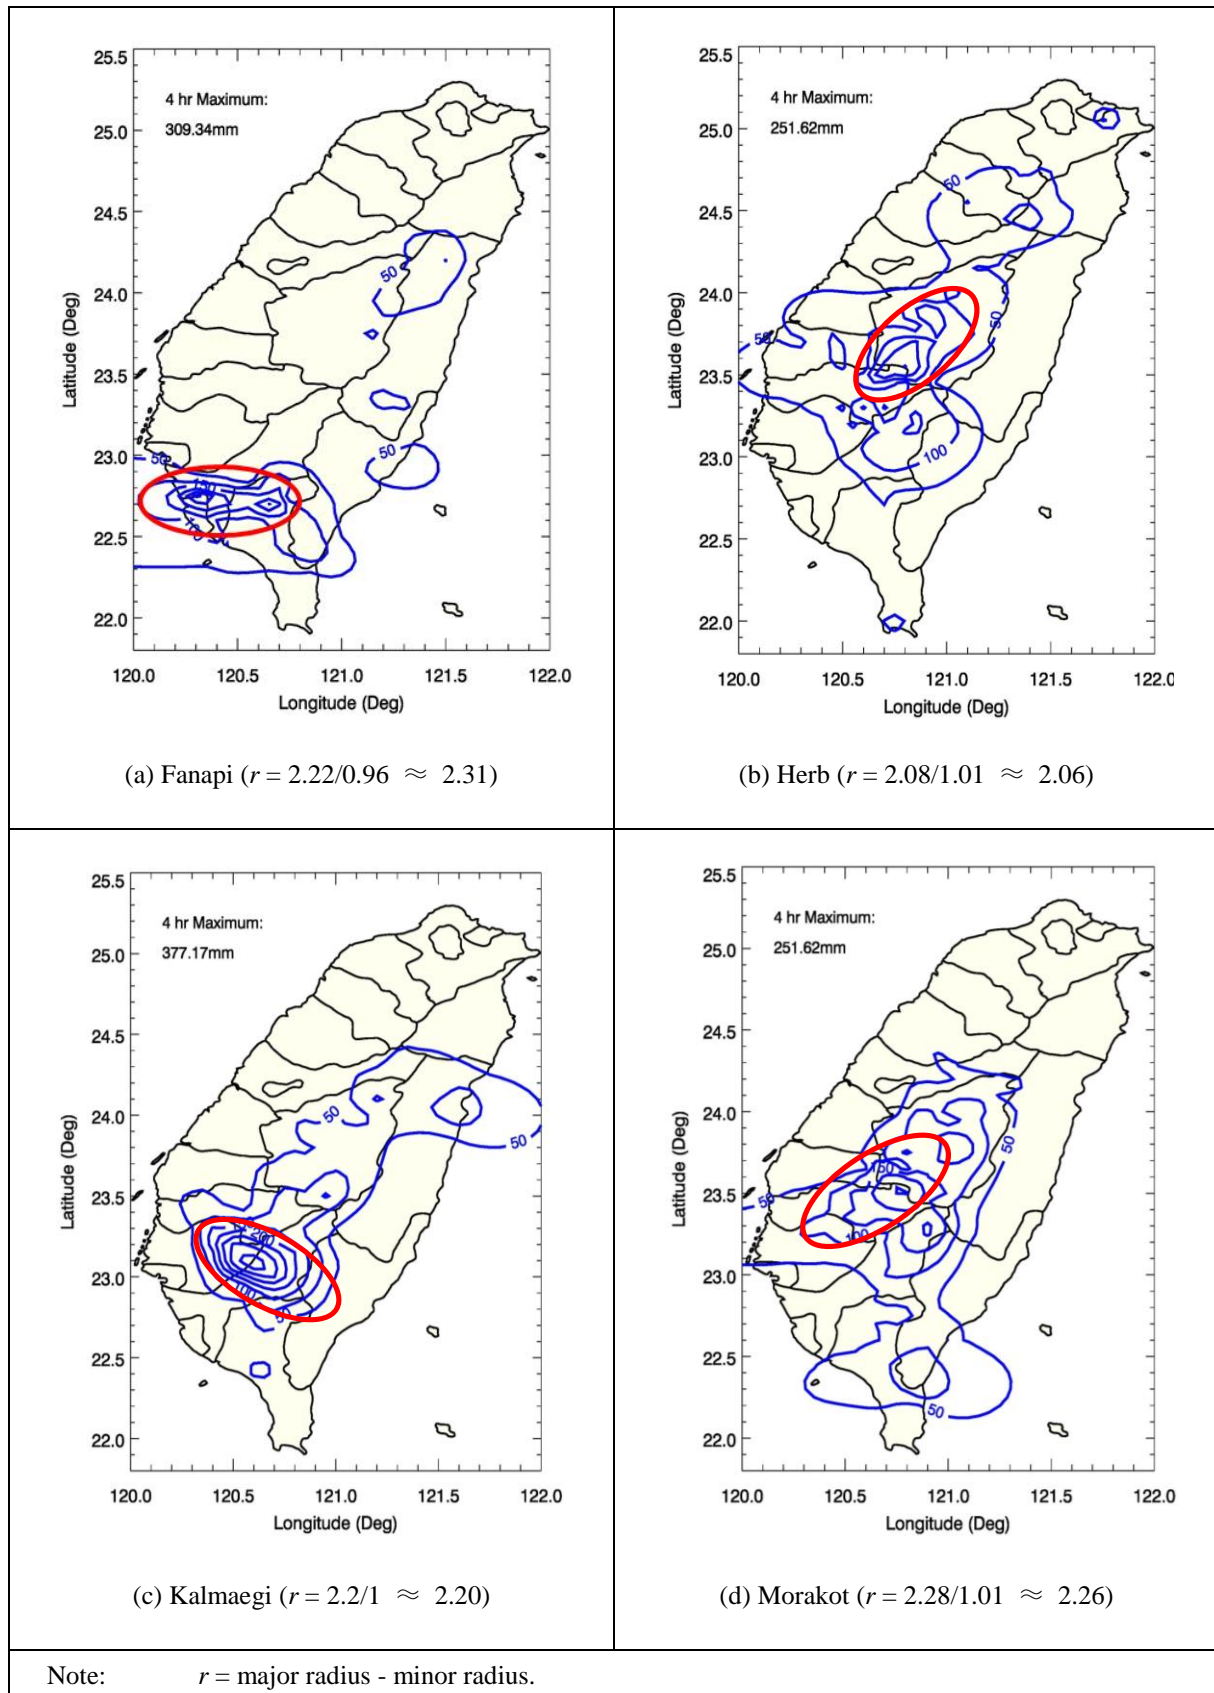 4 hr Maximum:
309.34mm
25.5
25.0
24.5
24.0
23.5
23.0
22.5
22.0
Latitude (Deg)
50
50
50
150
100
120.0 120.5 121.0 121.5 122.0
Longitude (Deg)
(a) Fanapi (r = 2.22/0.96 ≈ 2.31)
4 hr Maximum:
251.62mm
25.5
25.0
24.5
24.0
23.5
23.0
22.5
22.0
Latitude (Deg)
50
50
50
100
120.0 120.5 121.0 121.5 122.0
Longitude (Deg)
(b) Herb (r = 2.08/1.01 ≈ 2.06)
4 hr Maximum:
377.17mm
25.5
25.0
24.5
24.0
23.5
23.0
22.5
22.0
Latitude (Deg)
50
50
200
100
50
120.0 120.5 121.0 121.5 122.0
Longitude (Deg)
(c) Kalmaegi (r = 2.2/1 ≈ 2.20)
4 hr Maximum:
251.62mm
25.5
25.0
24.5
24.0
23.5
23.0
22.5
22.0
Latitude (Deg)
50
150
50
100
50
120.0 120.5 121.0 121.5 122.0
Longitude (Deg)
(d) Morakot (r = 2.28/1.01 ≈ 2.26)
Note: r = major radius - minor radius.